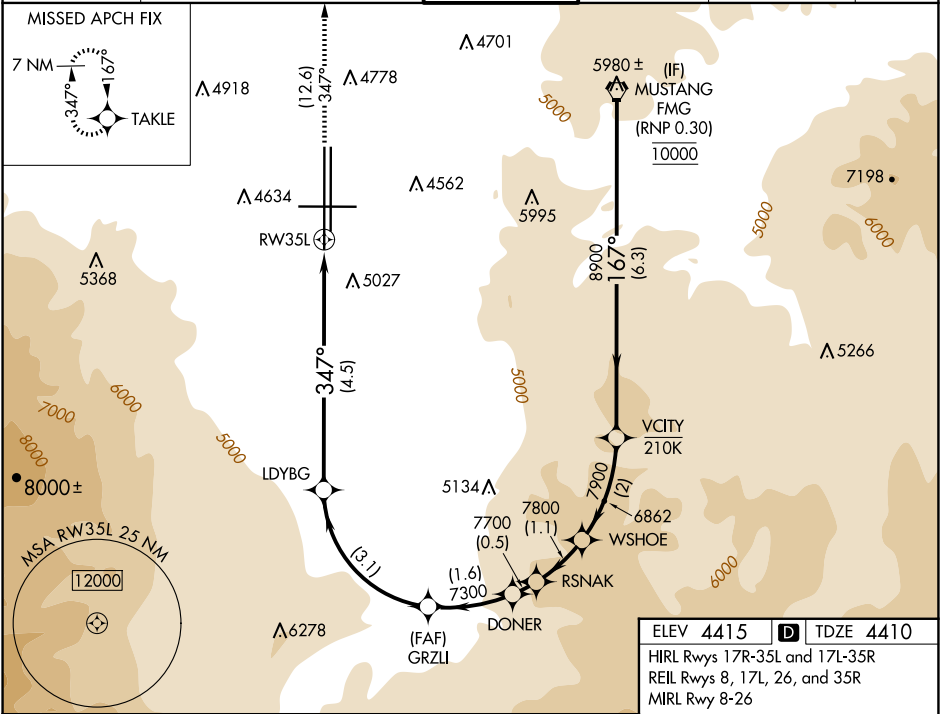 MISSED APCH FIX
7 NM
347°
167°
TAKLE
4918
(12.6)
347°
4778
4701
5980 ±
(IF)
MUSTANG
FMG
(RNP 0.30)
10000
5000
4634
4562
5995
7198
5000
6000
RW35L
5368
5027
8900
167°
(6.3)
347°
(4.5)
5266
6000
7000
8000
5000
5000
8000±
LDYBG
5134
VCITY
210K
7900
(2)
6862
7800
(1.1)
7700
(0.5)
WSHOE
RSNAK
(3.1)
(1.6)
7300
DONER
6000
(FAF)
GRZLI
6278
MSA RW35L 25 NM
12000
ELEV 4415 D TDZE 4410
HIRL Rwys 17R-35L and 17L-35R
REIL Rwys 8, 17L, 26, and 35R
MIRL Rwy 8-26